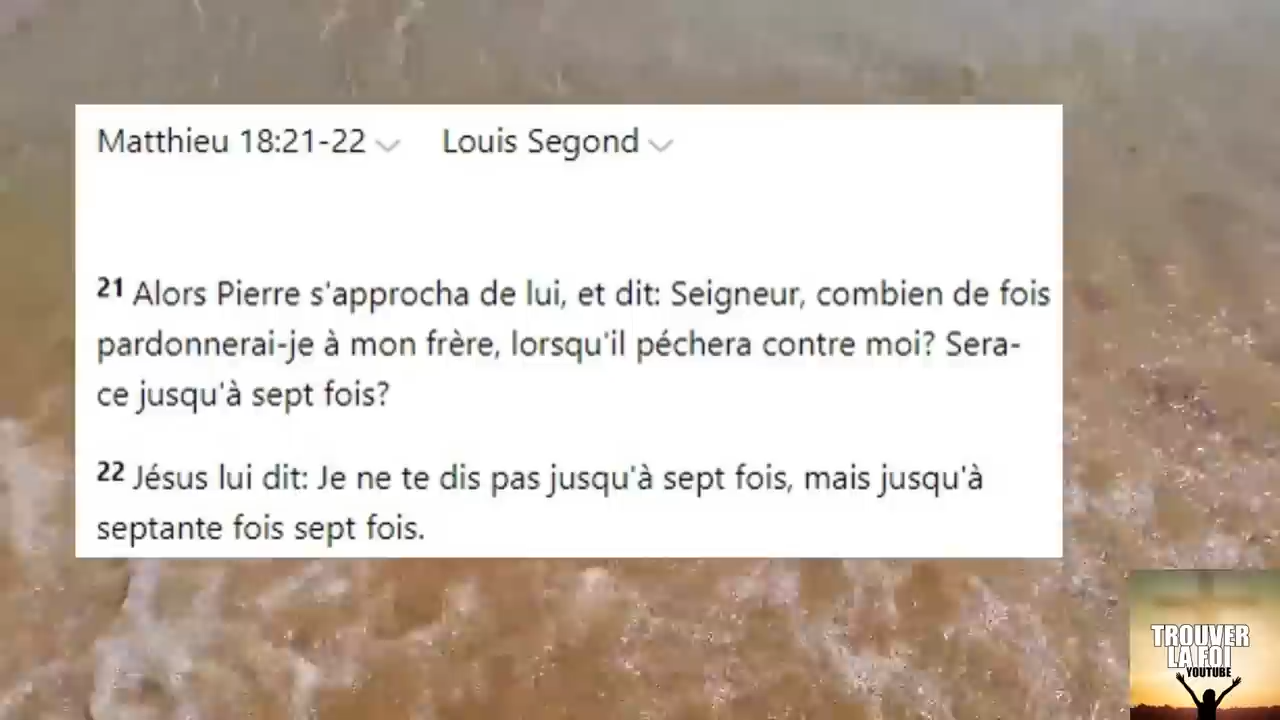 Matthieu 18:21-22 Louis Segond
21 Alors Pierre s'approcha de lui, et dit: Seigneur, combien de fois
pardonnerai-je à mon frère, lorsqu'il péchera contre moi? Sera-
ce jusqu'à sept fois?
22 Jésus lui dit: Je ne te dis pas jusqu'à sept fois, mais jusqu'à
septante fois sept fois.
TROUVER
LA FOI
YOUTUBE